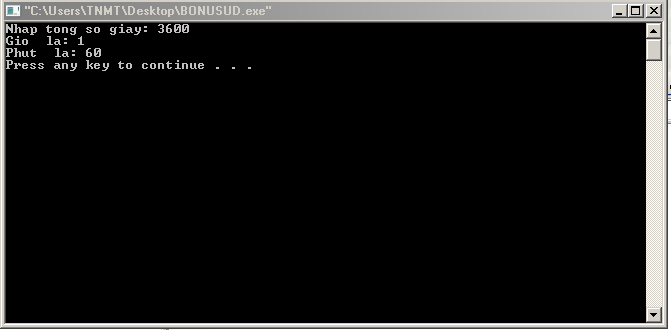 "C:\Users\TNMT\Desktop\BONUSUD.exe"
Nhap tong so giay: 3600
Gio  la: 1
Phut  la: 60
Press any key to continue . . .